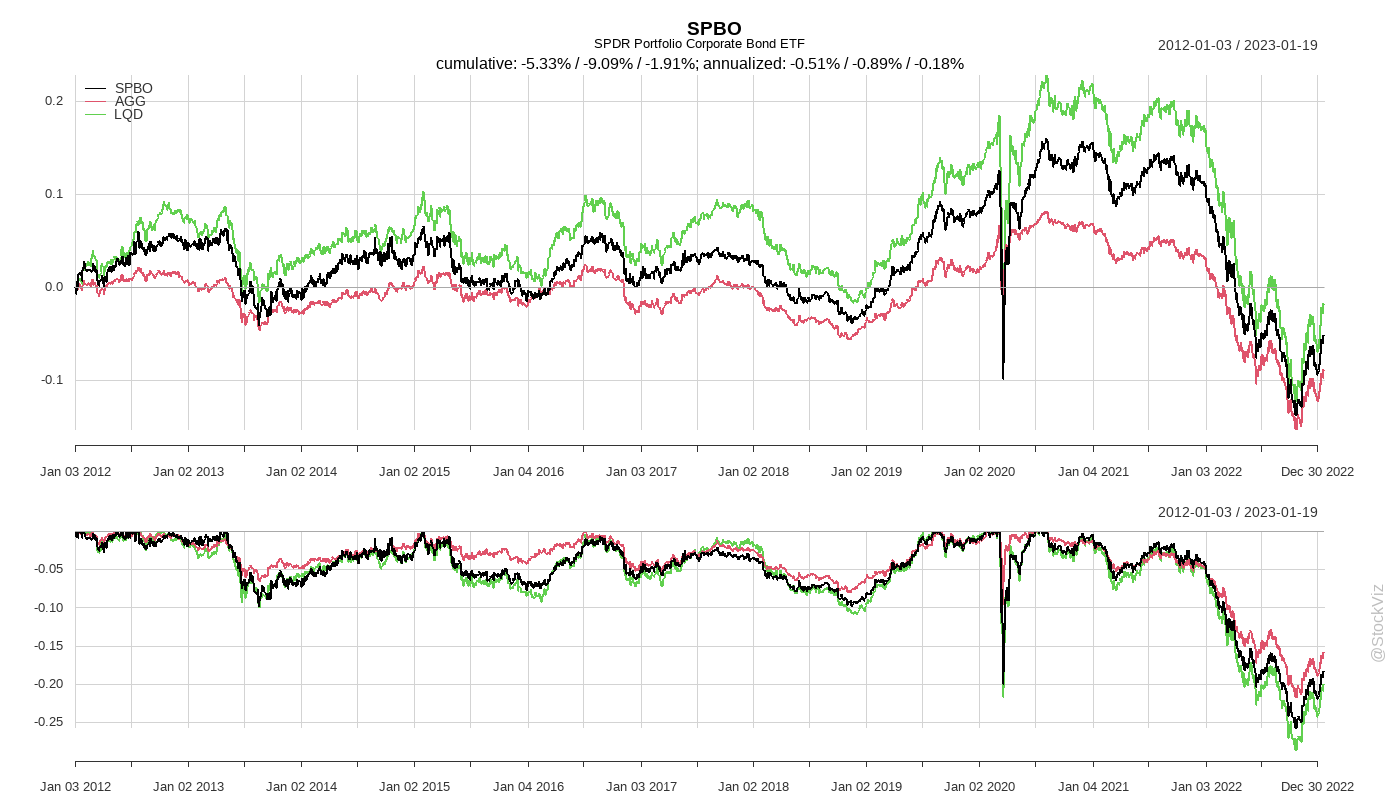 SPBO
SPDR Portfolio Corporate Bond ETF
2012-01-03 / 2023-01-19
cumulative: -5.33% / -9.09% / -1.91%; annualized: -0.51% / -0.89% / -0.18%
SPBO
AGG
LQD
0.2
0.1
0.0
-0.1
Jan 03 2012 Jan 02 2013 Jan 02 2014 Jan 02 2015 Jan 04 2016 Jan 03 2017 Jan 02 2018 Jan 02 2019 Jan 02 2020 Jan 04 2021 Jan 03 2022 Dec 30 2022
2012-01-03 / 2023-01-19
-0.05
-0.10
-0.15
-0.20
-0.25
Jan 03 2012 Jan 02 2013 Jan 02 2014 Jan 02 2015 Jan 04 2016 Jan 03 2017 Jan 02 2018 Jan 02 2019 Jan 02 2020 Jan 04 2021 Jan 03 2022 Dec 30 2022
@StockViz